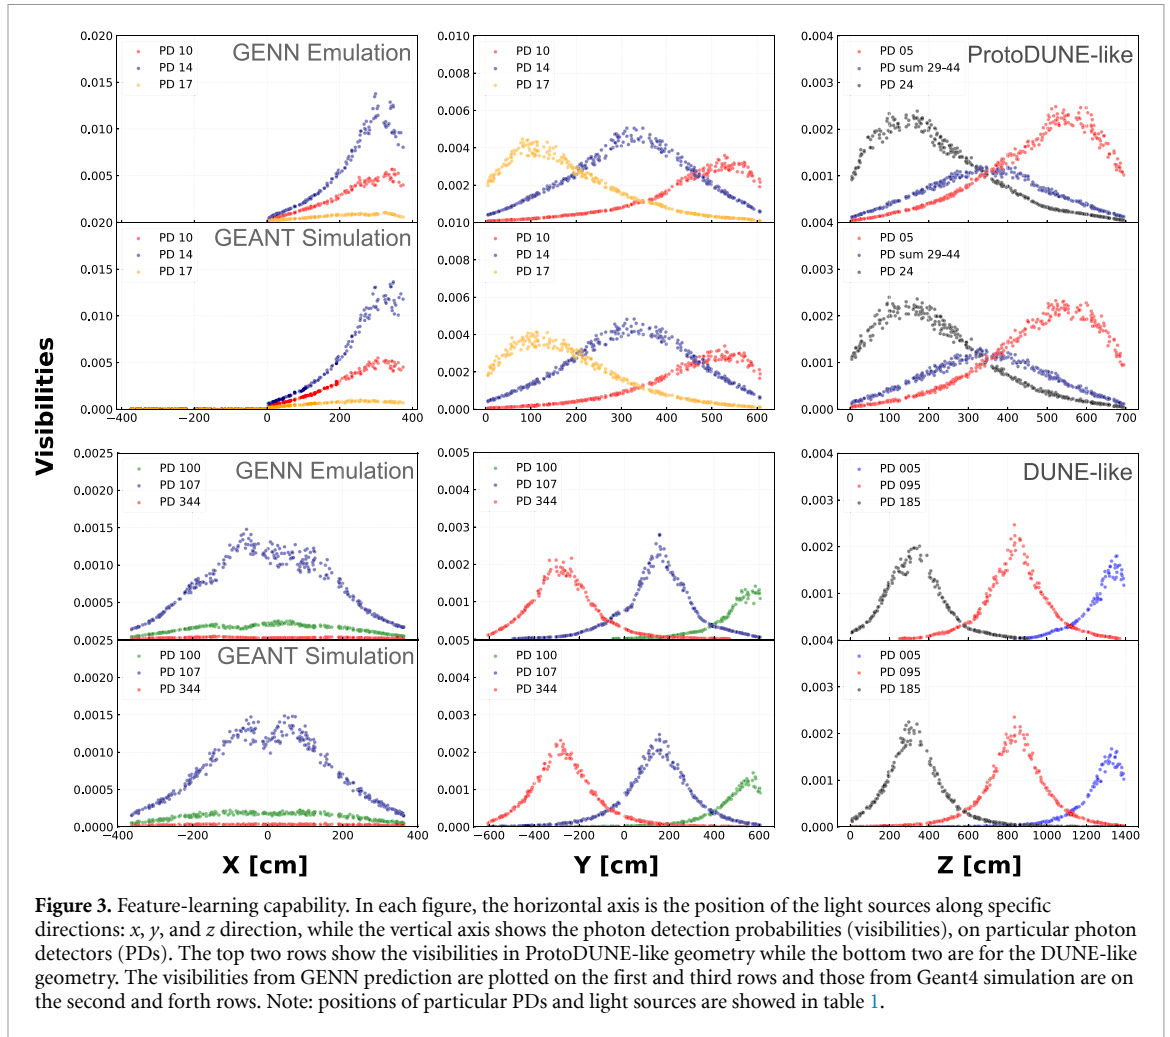 GENN Emulation
PD 10
PD 14
PD 17
0.020
0.015
0.010
0.005
0.020
PD 10
PD 14
PD 17
0.010
0.008
0.006
0.004
0.002
0.010
ProtoDUNE-like
PD 05
PD sum 29-44
PD 24
0.004
0.003
0.002
0.001
0.004
GEANT Simulation
PD 10
PD 14
PD 17
0.015
0.010
0.005
0.000
−400 −200 0 200 400
PD 10
PD 14
PD 17
0.008
0.006
0.004
0.002
0.000
0 100 200 300 400 500 600
PD 05
PD sum 29-44
PD 24
0.003
0.002
0.001
0.000
0 100 200 300 400 500 600 700
Visibilities
GENN Emulation
PD 100
PD 107
PD 344
0.0025
0.0020
0.0015
0.0010
0.0005
0.0025
PD 100
PD 107
PD 344
0.005
0.004
0.003
0.002
0.001
0.005
DUNE-like
PD 005
PD 095
PD 185
0.004
0.003
0.002
0.001
0.004
GEANT Simulation
PD 100
PD 107
PD 344
0.0020
0.0015
0.0010
0.0005
0.0000
−400 −200 0 200 400
X [cm]
PD 100
PD 107
PD 344
0.004
0.003
0.002
0.001
0.000
−600 −400 −200 0 200 400 600
Y [cm]
PD 005
PD 095
PD 185
0.003
0.002
0.001
0.000
0 200 400 600 800 1000 1200 1400
Z [cm]
Figure 3. Feature-learning capability. In each figure, the horizontal axis is the position of the light sources along specific
directions: x, y, and z direction, while the vertical axis shows the photon detection probabilities (visibilities), on particular photon
detectors (PDs). The top two rows show the visibilities in ProtoDUNE-like geometry while the bottom two are for the DUNE-like
geometry. The visibilities from GENN prediction are plotted on the first and third rows and those from Geant4 simulation are on
the second and forth rows. Note: positions of particular PDs and light sources are showed in table 1.